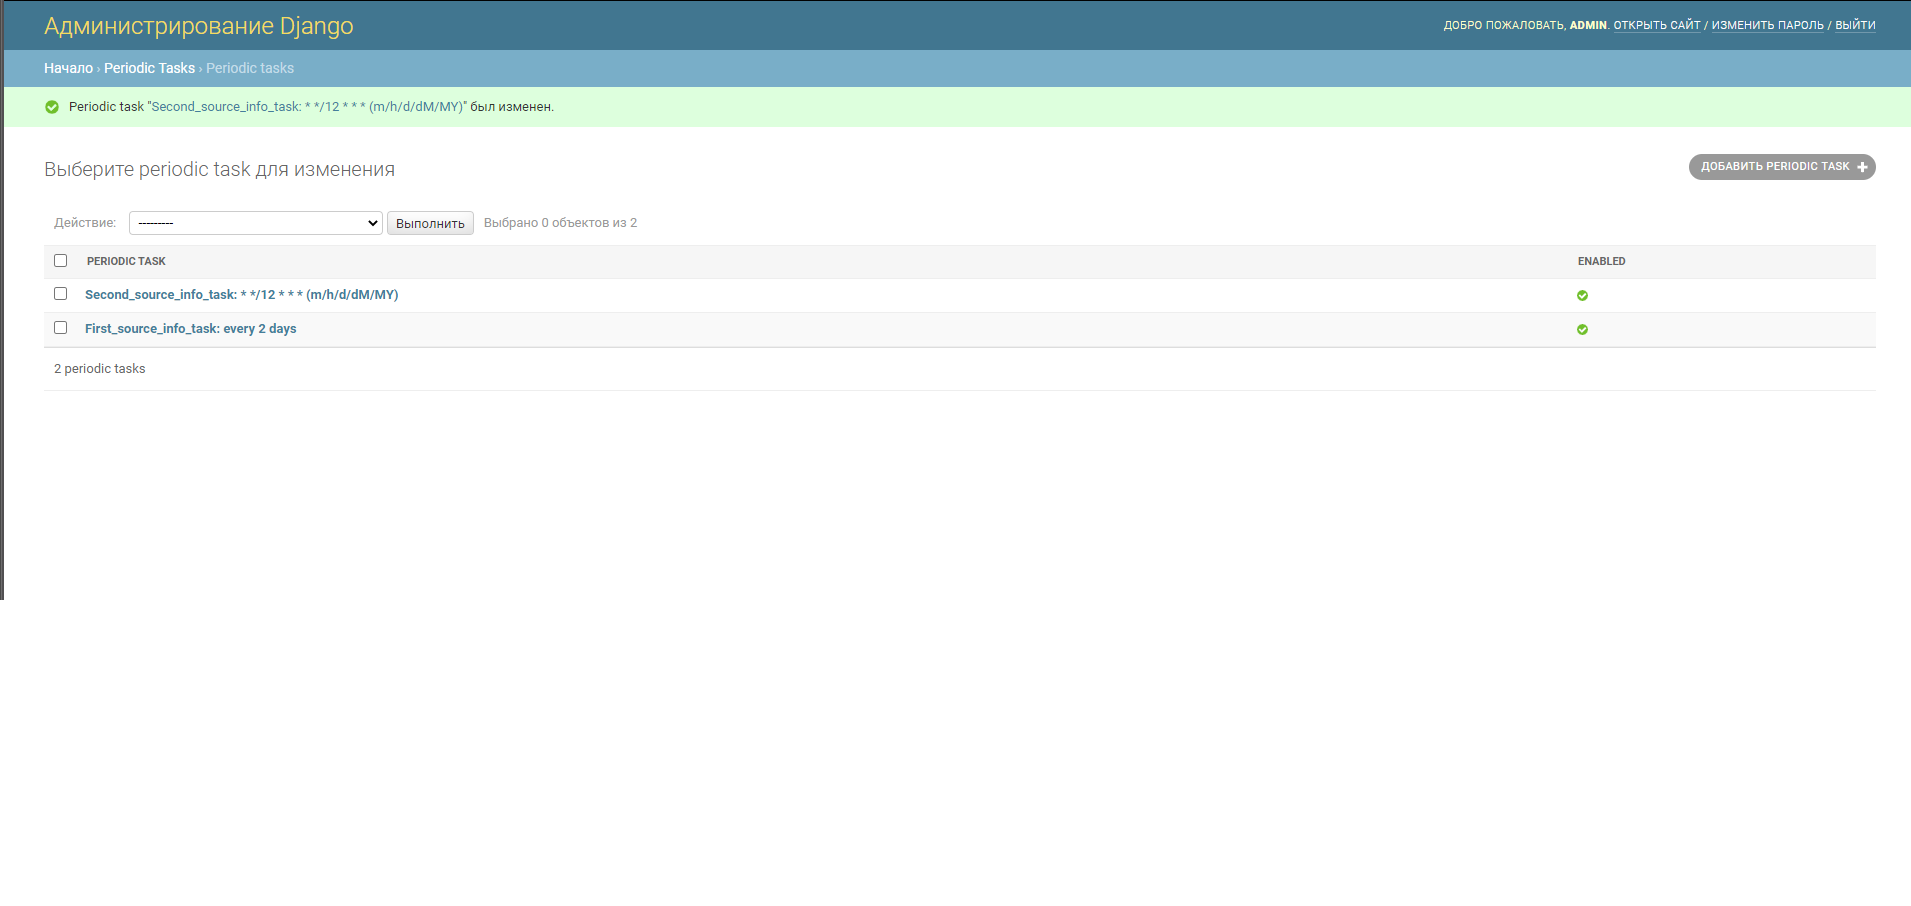 Администрирование Django
ДОБРО ПОЖАЛОВАТЬ, ADMIN. ОТКРЫТЬ САЙТ / ИЗМЕНИТЬ ПАРОЛЬ / ВЫЙТИ
Начало › Periodic Tasks › Periodic tasks
Periodic task "Second_source_info_task: * */12 * * * (m/h/d/dM/MY)" был изменен.
Выберите periodic task для изменения
ДОБАВИТЬ PERIODIC TASK
Действие: --------- Выполнить Выбрано 0 объектов из 2
PERIODIC TASK ENABLED
Second_source_info_task: * */12 * * * (m/h/d/dM/MY)
First_source_info_task: every 2 days
2 periodic tasks